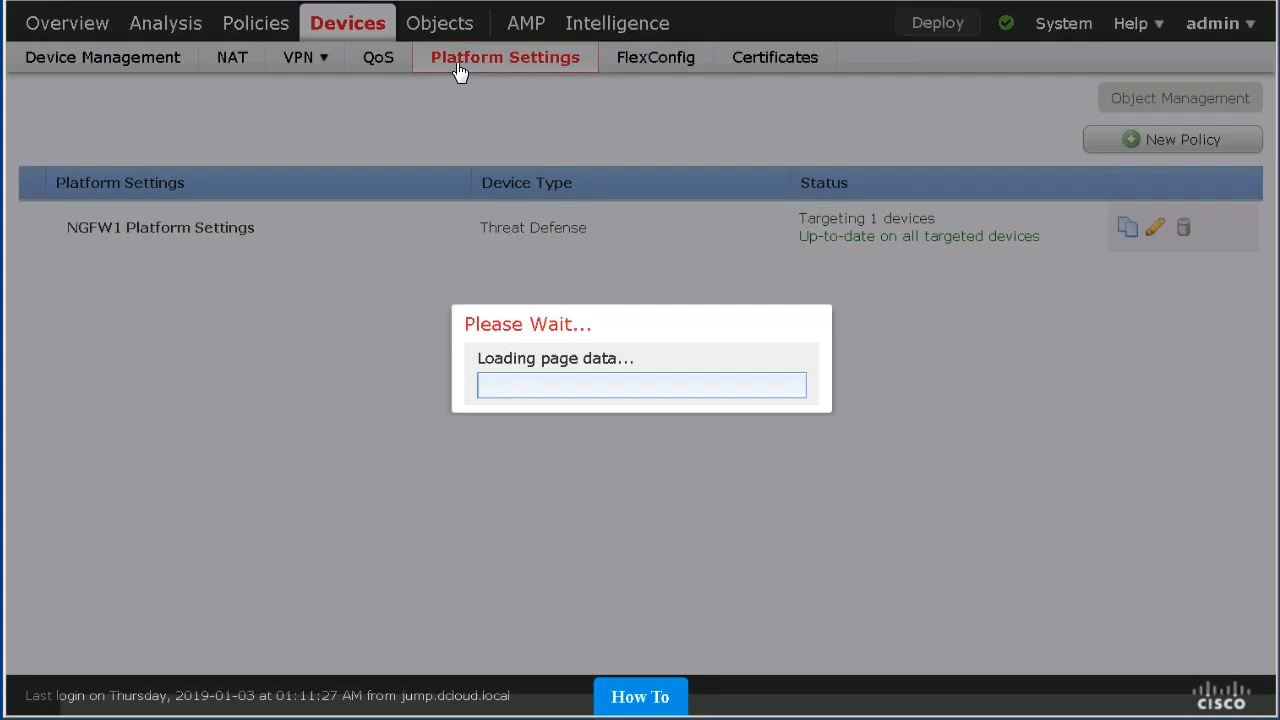 Overview Analysis Policies Devices Objects AMP Intelligence Deploy System Help admin
Device Management NAT VPN QoS Platform Settings FlexConfig Certificates
Object Management
New Policy
Platform Settings Device Type Status
NGFW1 Platform Settings Threat Defense Targeting 1 devices
Up-to-date on all targeted devices
Please Wait...
Loading page data...
Last login on Thursday, 2019-01-03 at 01:11:27 AM from jump.dcloud.local How To CISCO